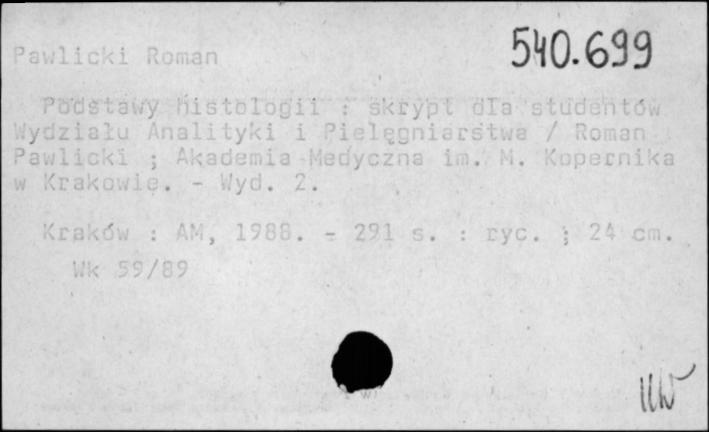 540.699
Pawlicki Roman
Podstawy histologii : skrypt dla studentów
Wydziału Analityki i Pielęgniarstwa / Roman
Pawlicki ; Akademia Medyczna im. M. Kopernika
w Krakowie. - Wyd. 2.
Kraków : AM, 1988. - 291 s. : ryc. ; 24 cm.
Wk 59/89